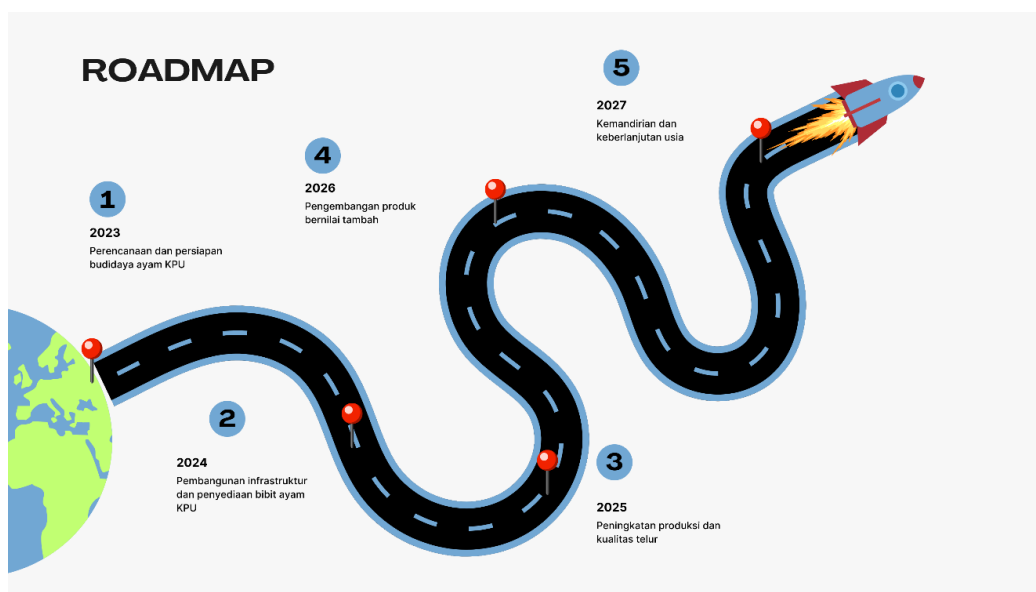 ROADMAP
1
2023
Perencanaan dan persiapan
budidaya ayam KPU
2
2024
Pembangunan infrastruktur
dan penyediaan bibit ayam
KPU
3
2025
Peningkatan produksi dan
kualitas telur
4
2026
Pengembangan produk
bernilai tambah
5
2027
Kemandirian dan
keberlanjutan usia